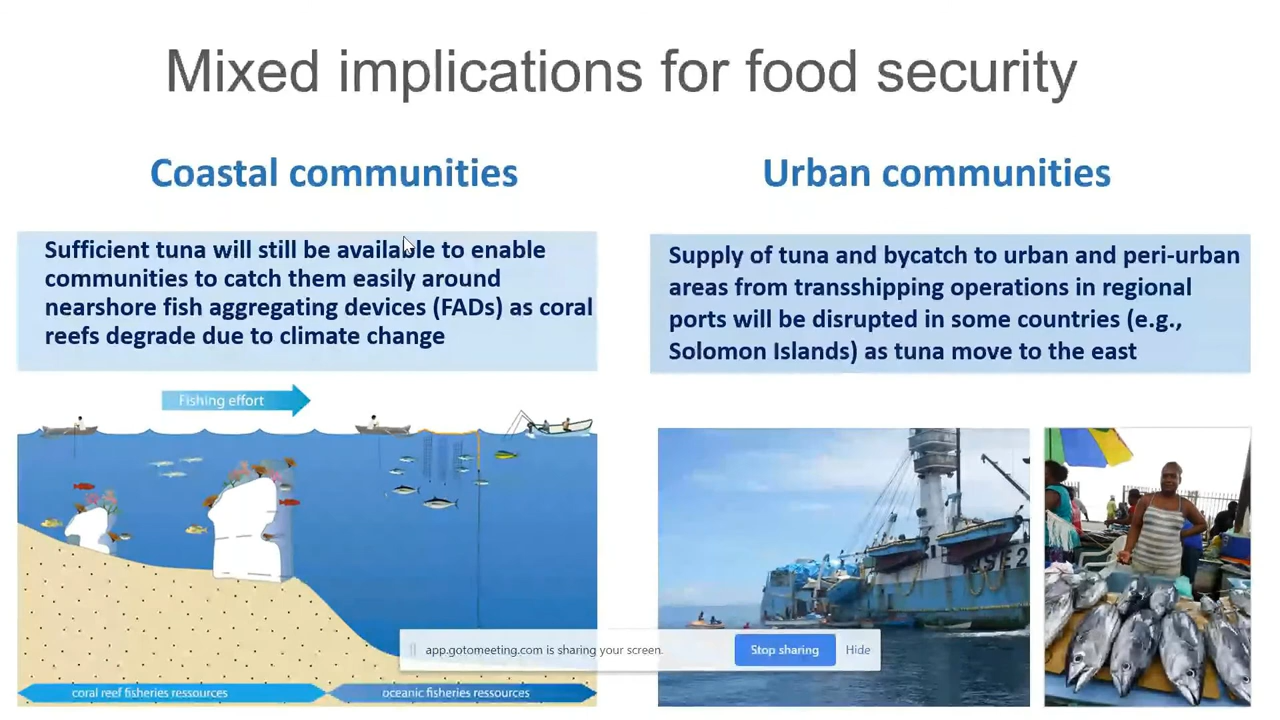 Mixed implications for food security
Coastal communities
Sufficient tuna will still be available to enable
communities to catch them easily around
nearshore fish aggregating devices (FADs) as coral
reefs degrade due to climate change
Fishing effort
coral reef fisheries ressources
oceanic fisheries ressources
Urban communities
Supply of tuna and bycatch to urban and peri-urban
areas from transshipping operations in regional
ports will be disrupted in some countries (e.g.,
Solomon Islands) as tuna move to the east
app.gotomeeting.com is sharing your screen.
Stop sharing
Hide